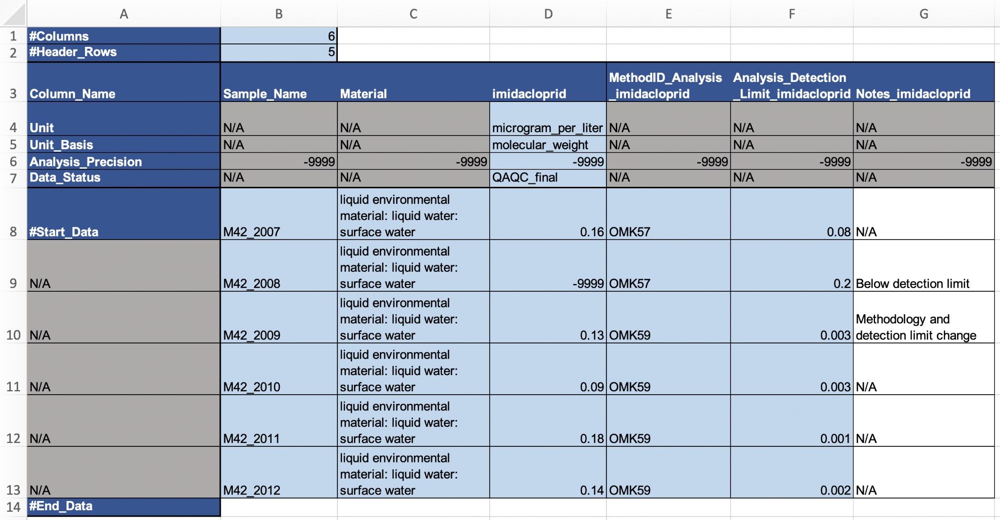 A B C D E F G
1 #Columns 6
2 #Header_Rows 5
MethodID_Analysis Analysis_Detection
3 Column_Name Sample_Name Material imidacloprid _imidacloprid _Limit_imidacloprid Notes_imidacloprid
4 Unit N/A N/A microgram_per_liter N/A N/A N/A
5 Unit_Basis N/A N/A molecular_weight N/A N/A N/A
6 Analysis_Precision -9999 -9999 -9999 -9999 -9999 -9999
7 Data_Status N/A N/A QAQC_final N/A N/A N/A
liquid environmental
material: liquid water:
8 #Start_Data M42_2007 surface water 0.16 OMK57 0.08 N/A
liquid environmental
material: liquid water:
9 N/A M42_2008 surface water -9999 OMK57 0.2 Below detection limit
liquid environmental
material: liquid water: Methodology and
10 N/A M42_2009 surface water 0.13 OMK59 0.003 detection limit change
liquid environmental
material: liquid water:
11 N/A M42_2010 surface water 0.09 OMK59 0.003 N/A
liquid environmental
material: liquid water:
12 N/A M42_2011 surface water 0.18 OMK59 0.001 N/A
liquid environmental
material: liquid water:
13 N/A M42_2012 surface water 0.14 OMK59 0.002 N/A
14 #End_Data